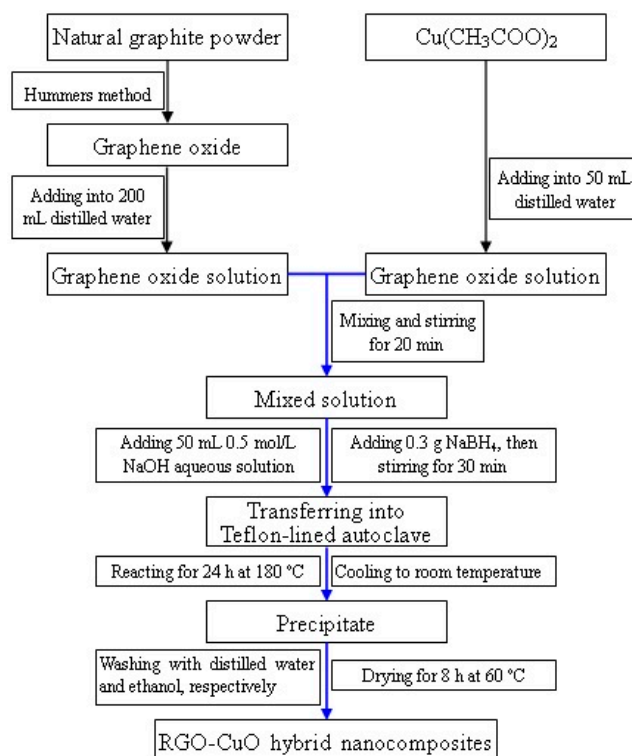 Natural graphite powder
Cu(CH3COO)2
Hummers method
Graphene oxide
Adding into 200
mL distilled water
Adding into 50 mL
distilled water
Graphene oxide solution
Graphene oxide solution
Mixing and stirring
for 20 min
Mixed solution
Adding 50 mL 0.5 mol/L
NaOH aqueous solution
Adding 0.3 g NaBH₄, then
stirring for 30 min
Transferring into
Teflon-lined autoclave
Reacting for 24 h at 180 °C
Cooling to room temperature
Precipitate
Washing with distilled water
and ethanol, respectively
Drying for 8 h at 60 °C
RGO-CuO hybrid nanocomposites